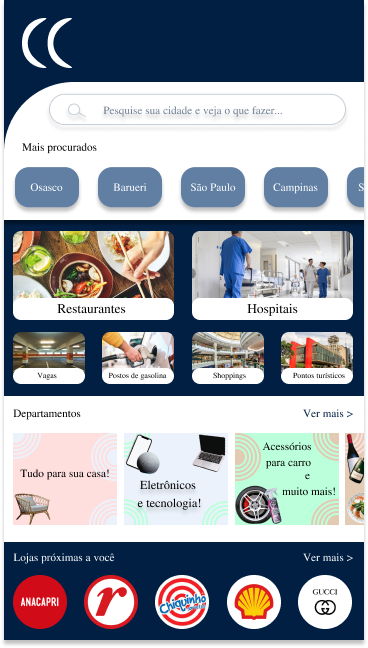 Pesquise sua cidade e veja o que fazer...
Mais procurados
Osasco
Barueri
São Paulo
Campinas
S
Restaurantes
Hospitais
Vagas
Postos de gasolina
Shoppings
Pontos turísticos
Departamentos
Ver mais >
Tudo para sua casa!
Eletrônicos
e tecnologia!
Acessórios
para carro
e
muito mais!
Lojas próximas a você
Ver mais >
ANACAPRI
r
Chiquinho
GUCCI